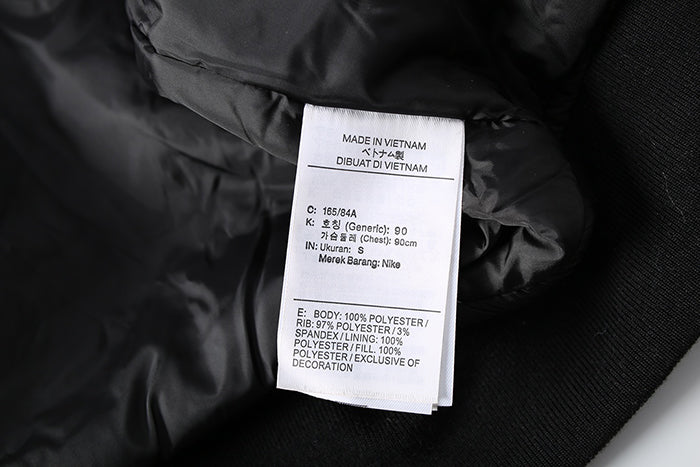 MADE IN VIETNAM
ベトナム製
DIBUAT DI VIETNAM
C: 165/84A
K: 호칭 (Generic): 90
가슴둘레 (Chest): 90cm
IN: Ukuran: S
Merek Barang: Nike
E: BODY: 100% POLYESTER /
RIB: 97% POLYESTER / 3%
SPANDEX / LINING: 100%
POLYESTER / FILL. 100%
POLYESTER / EXCLUSIVE OF
DECORATION